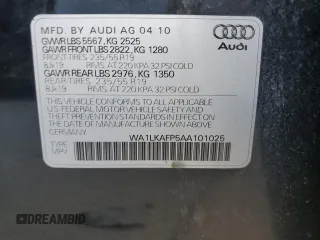 MFD. BY AUDI AG 04 10
GVWR LBS 5567, KG 2525
GAWR FRONT LBS 2822, KG 1280
FRONT TIRES: 235/55 R19
8Jx19 RIMS, AT 220 KPA 32 PSI COLD
GAWR REAR LBS 2976, KG 1350
REAR TIRES: 235/55 R19
8Jx19 RIMS, AT 220 KPA 32 PSI COLD
Audi
THIS VEHICLE CONFORMS TO ALL APPLICABLE
U.S. FEDERAL MOTOR VEHICLE SAFETY AND
THEFT PREVENTION STANDARDS IN EFFECT ON
THE DATE OF MANUFACTURE SHOWN ABOVE
WA1LKAFP5AA101025
TYPE:
MPV
© DREAMBID
DREAMBID.COM